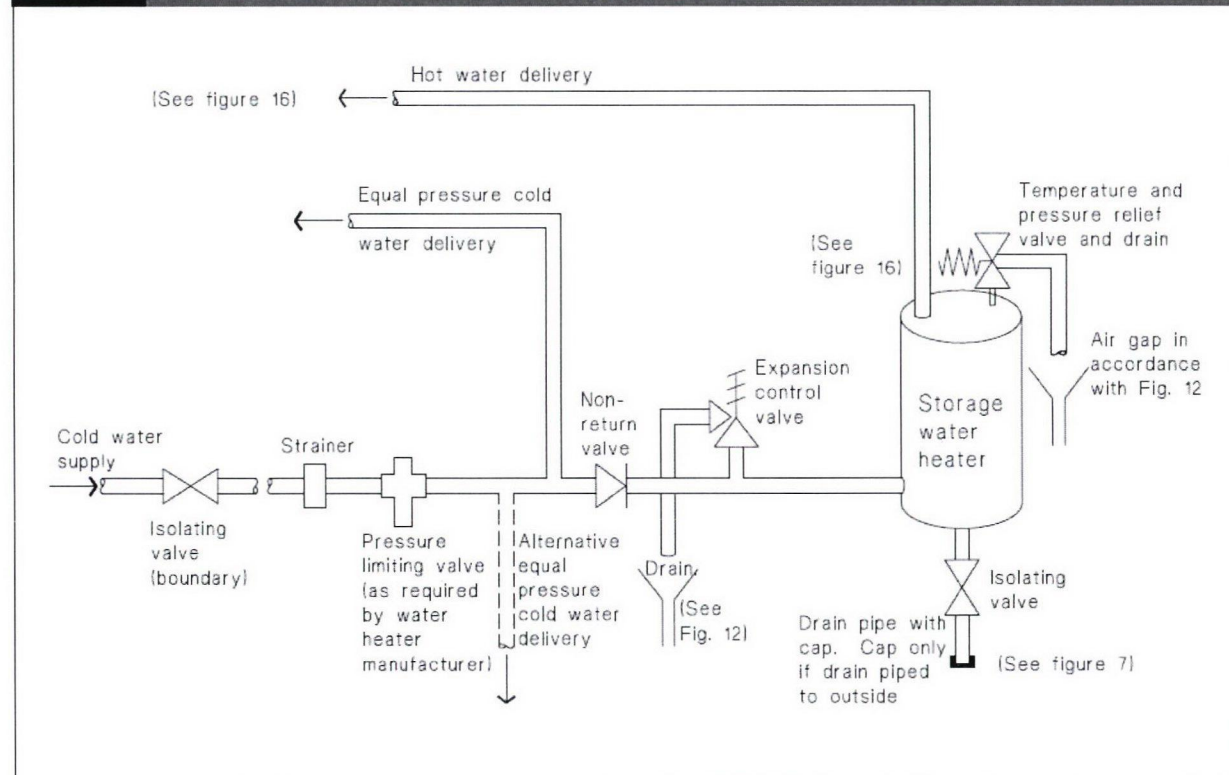 Hot water delivery
(See figure 16)
Equal pressure cold
water delivery
Temperature and
pressure relief
valve and drain
(See
figure 16)
Air gap in
accordance
with Fig. 12
Expansion
control
valve
Non-
return
valve
Storage
water
heater
Cold water
supply
Strainer
Isolating
valve
(boundary)
Pressure
limiting valve
(as required
by water
heater
manufacturer)
Alternative
equal
pressure
cold water
delivery
Drain
(See
Fig. 12)
Isolating
valve
Drain pipe with
cap. Cap only
if drain piped
to outside
(See figure 7)